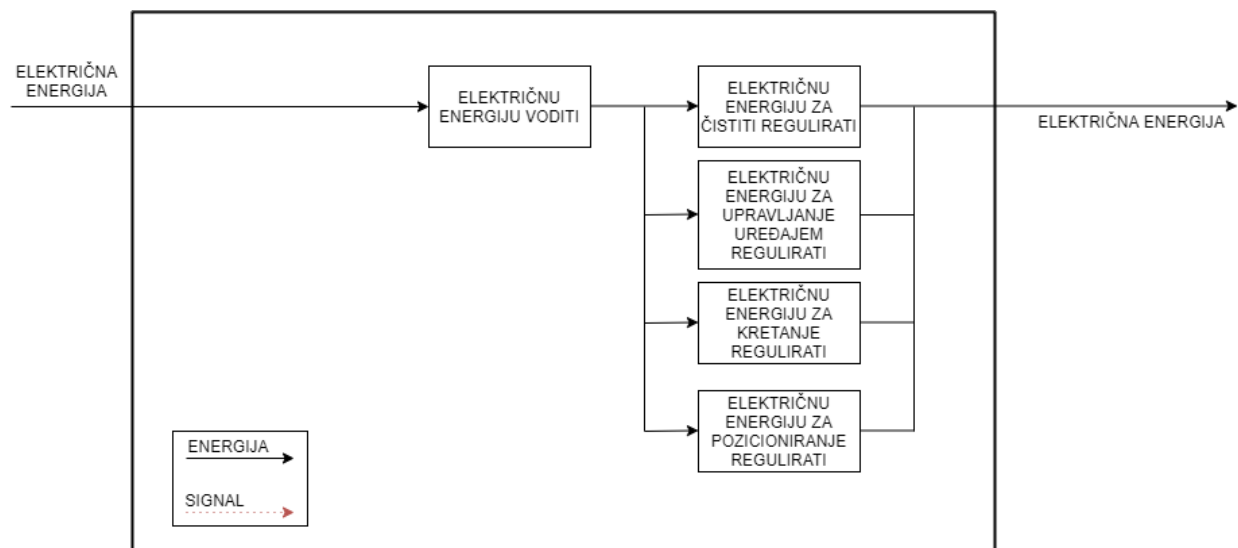 ELEKTRIČNA
ENERGIJA
ELEKTRIČNU
ENERGIJU VODITI
ELEKTRIČNU
ENERGIJU ZA
ČISTITI REGULIRATI
ELEKTRIČNA ENERGIJA
ELEKTRIČNU
ENERGIJU ZA
UPRAVLJANJE
UREĐAJEM
REGULIRATI
ELEKTRIČNU
ENERGIJU ZA
KRETANJE
REGULIRATI
ELEKTRIČNU
ENERGIJU ZA
POZICIONIRANJE
REGULIRATI
ENERGIJA
SIGNAL